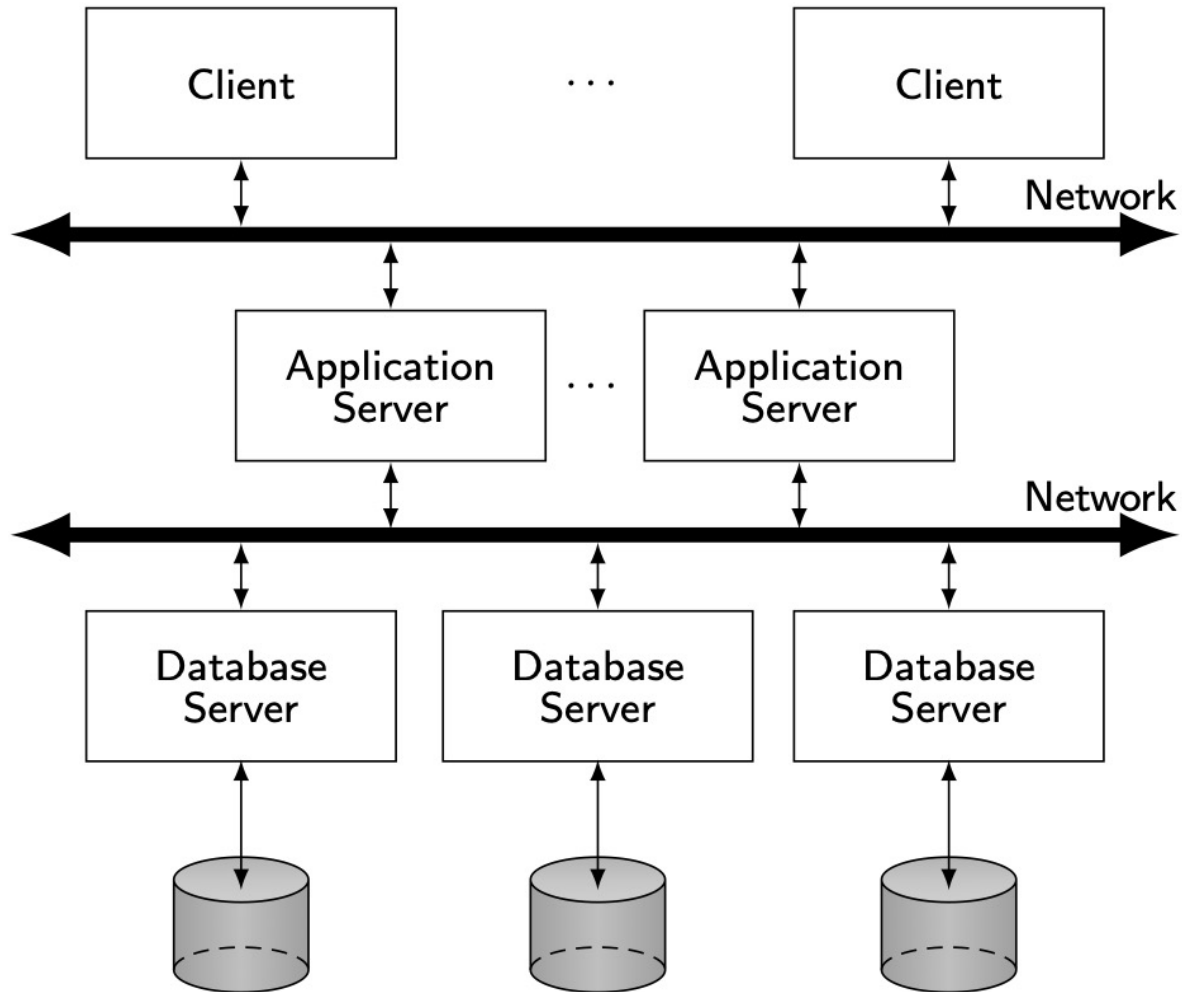 Client
. . .
Client
Network
Application
Server
. . .
Application
Server
Network
Database
Server
Database
Server
Database
Server